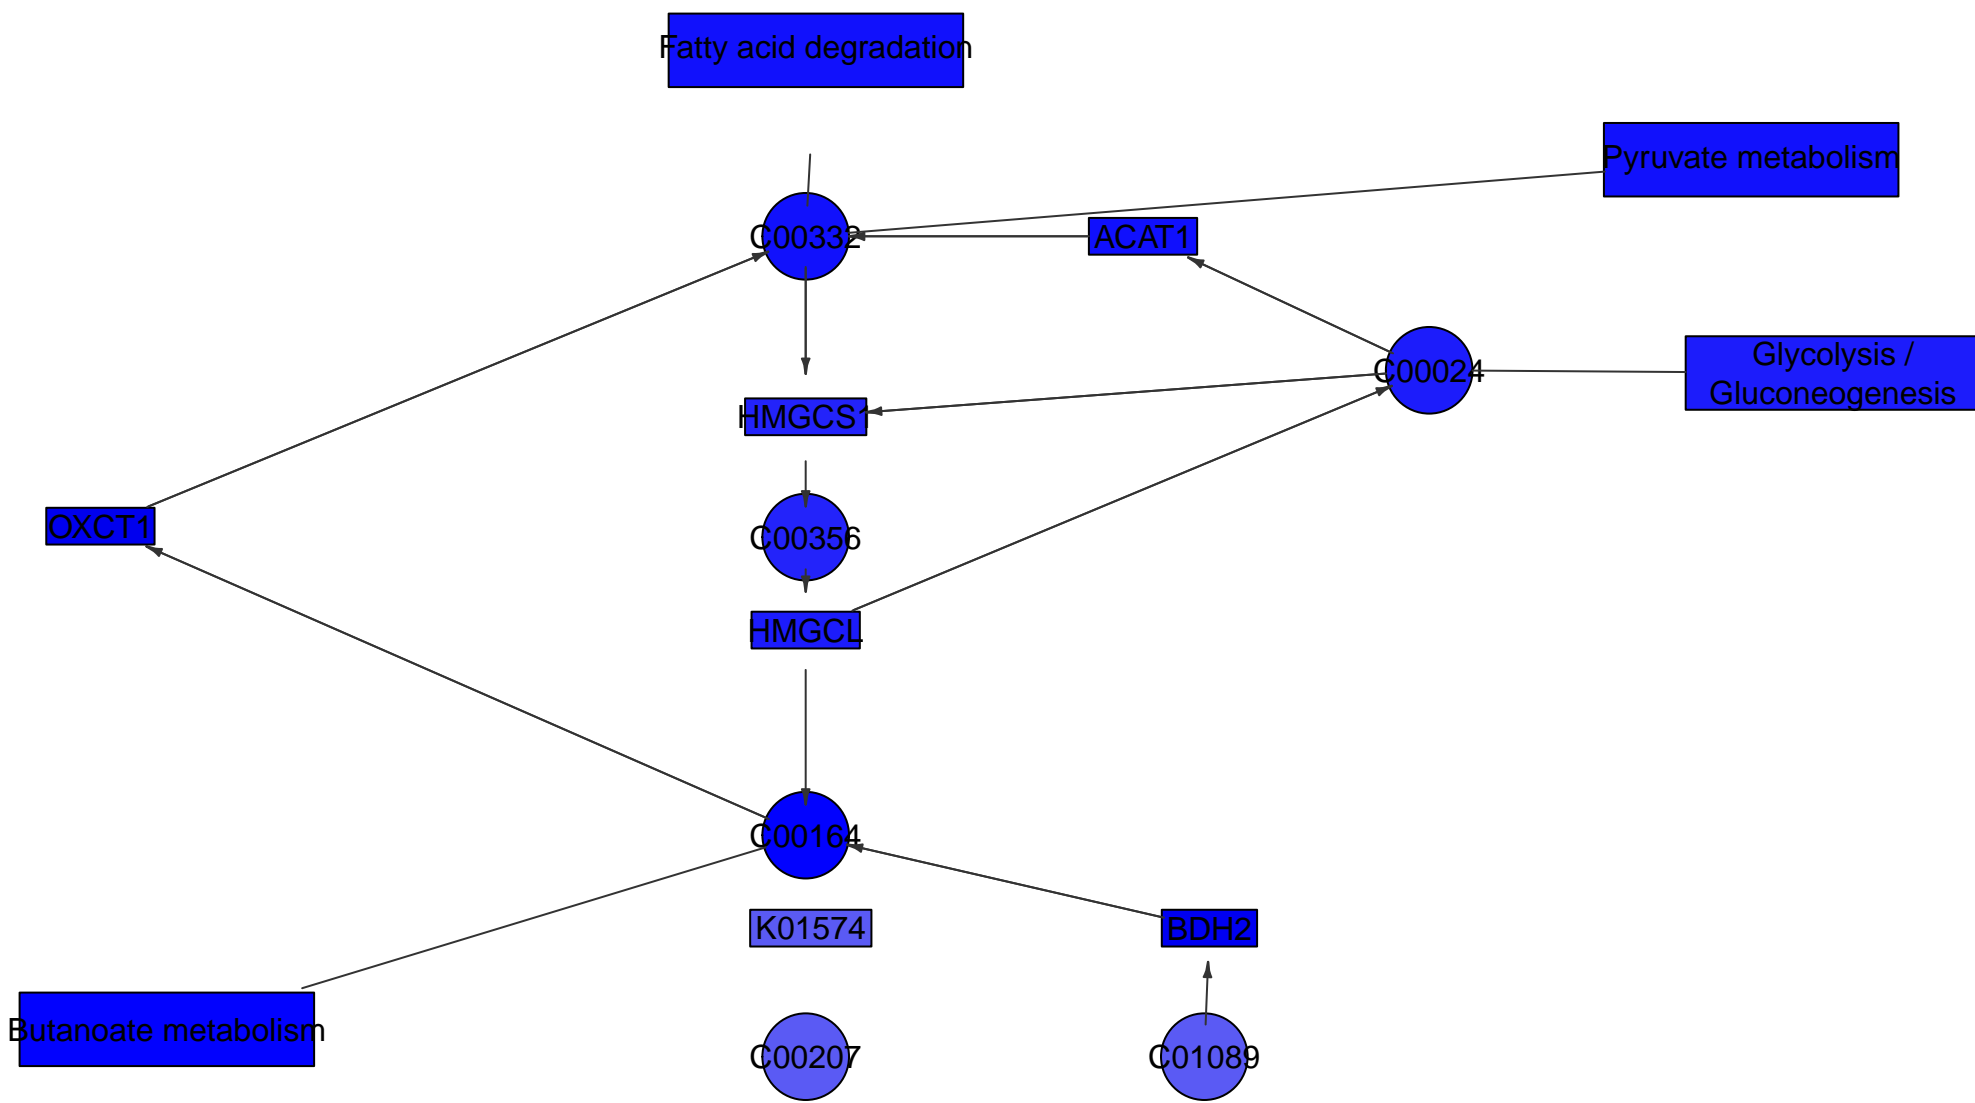 Fatty acid degradation
Pyruvate metabolism
C00332
ACAT1
Glycolysis /
Gluconeogenesis
C00024
HMGCS1
OXCT1
C00356
HMGCL
C00164
K01574
BDH2
Butanoate metabolism
C00207
C01089